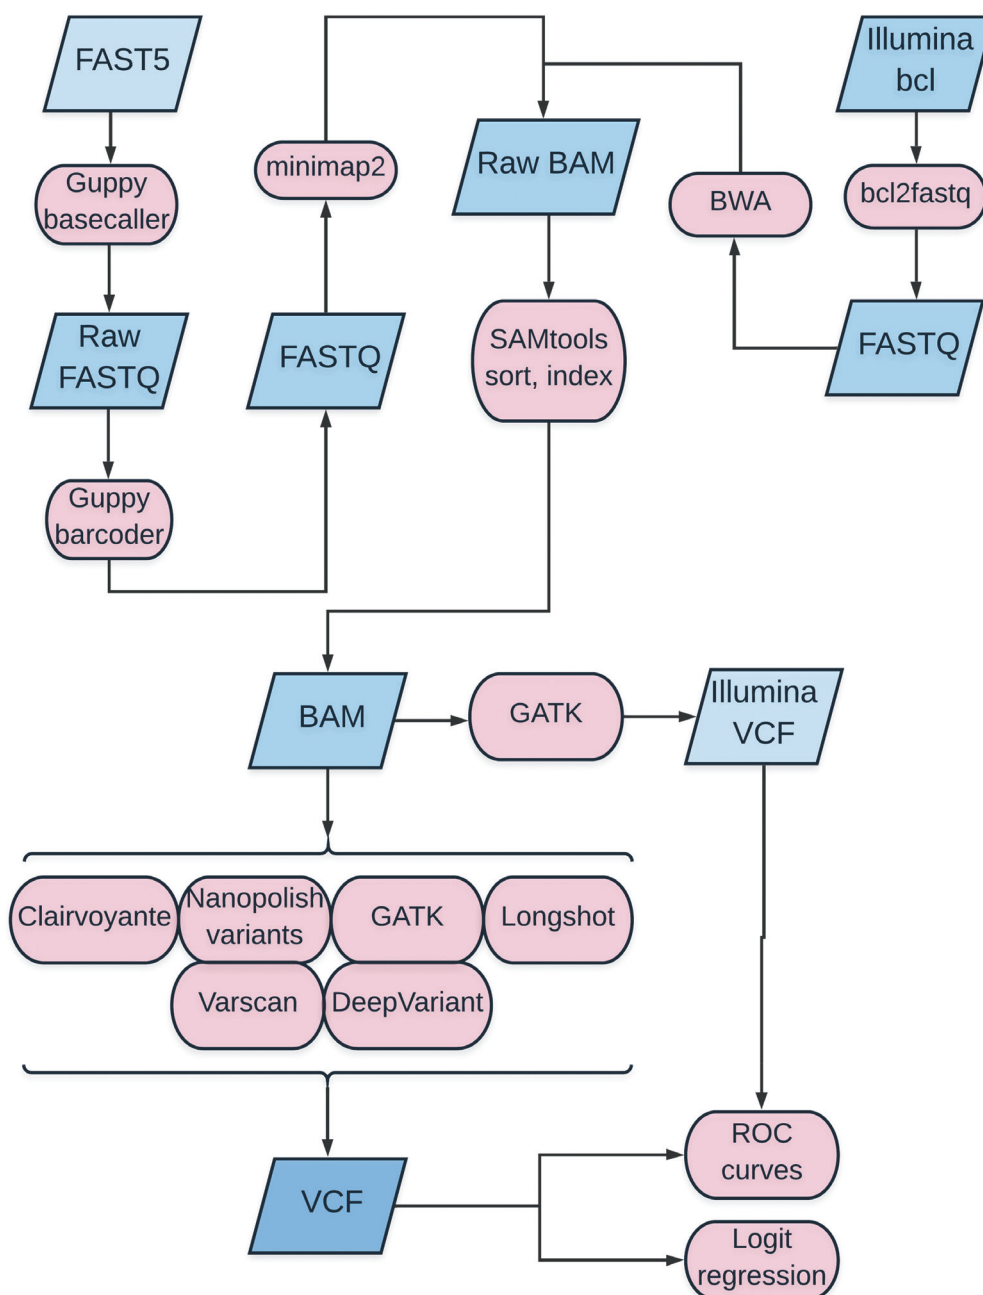 FAST5
Guppy
basecaller
Raw
FASTQ
Guppy
barcoder
FASTQ
minimap2
Raw BAM
SAMtools
sort, index
BWA
Illumina
bcl
bcl2fastq
FASTQ
BAM
GATK
Illumina
VCF
Clairvoyante
Nanopolish
variants
GATK
Longshot
Varscan
DeepVariant
VCF
ROC
curves
Logit
regression